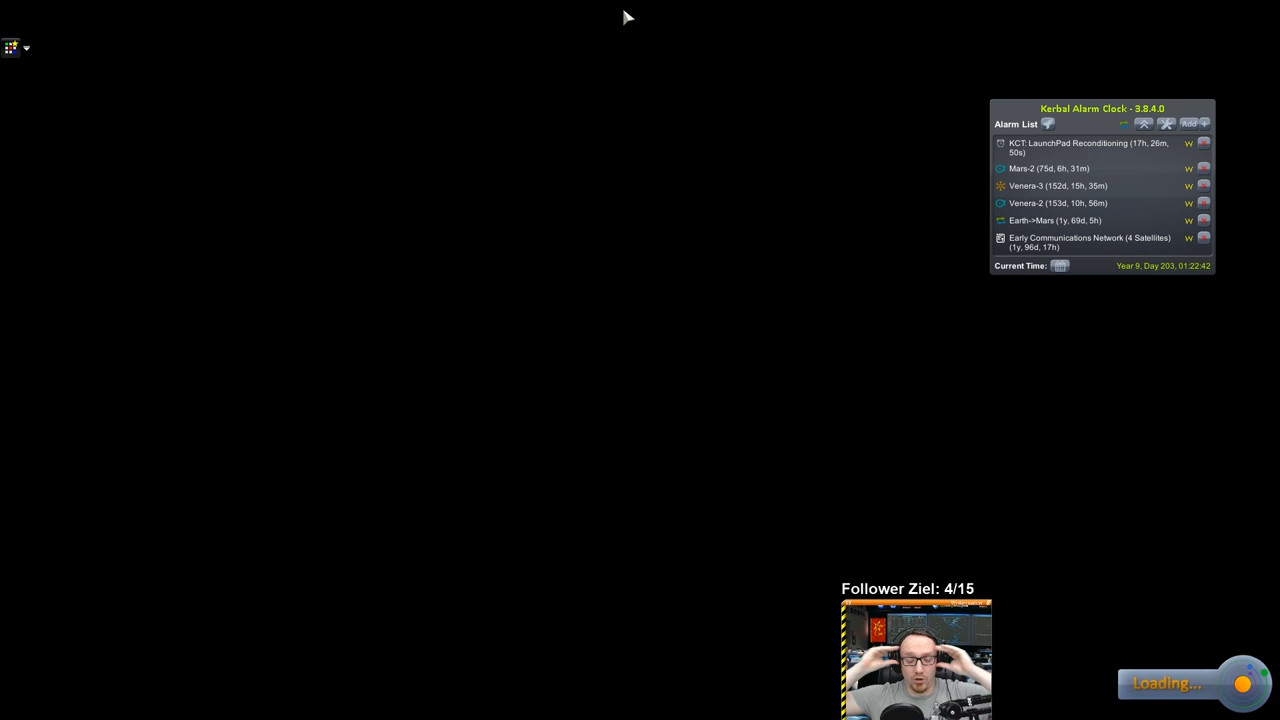 Kerbal Alarm Clock - 3.8.4.0
Alarm List
Add +
KCT: LaunchPad Reconditioning (17h, 26m,
50s)
W
Mars-2 (75d, 6h, 31m)
W
Venera-3 (152d, 15h, 35m)
W
Venera-2 (153d, 10h, 56m)
W
Earth->Mars (1y, 69d, 5h)
W
Early Communications Network (4 Satellites)
(1y, 96d, 17h)
W
Current Time:
Year 9, Day 203, 01:22:42
Follower Ziel: 4/15
Loading...